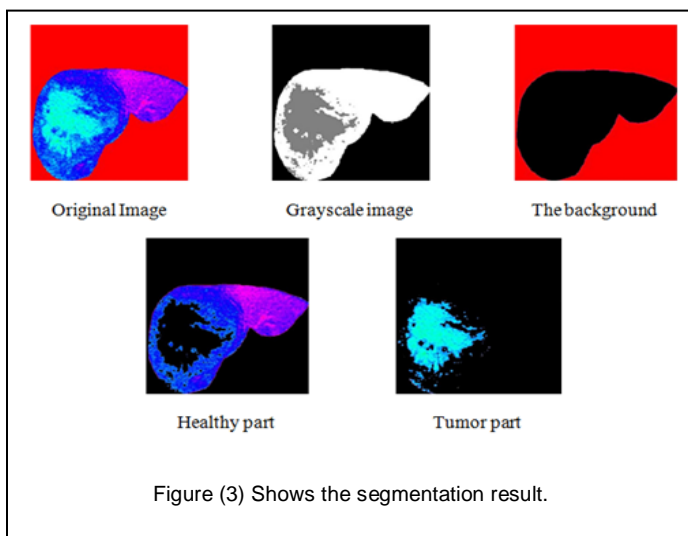 Original Image
Grayscale image
The background
Healthy part
Tumor part
Figure (3) Shows the segmentation result.